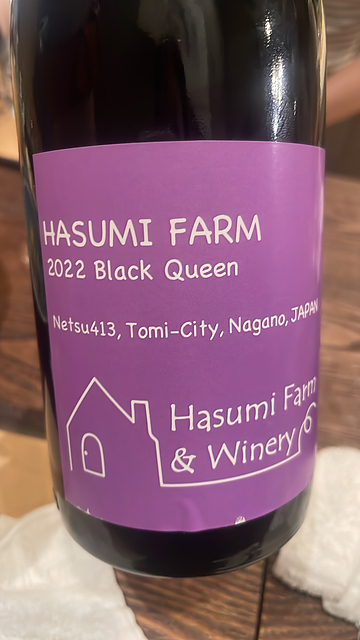 HASUMI FARM
2022 Black Queen
Netsu413, Tomi-City, Nagano, JAPAN
Hasumi Farm
& Winery